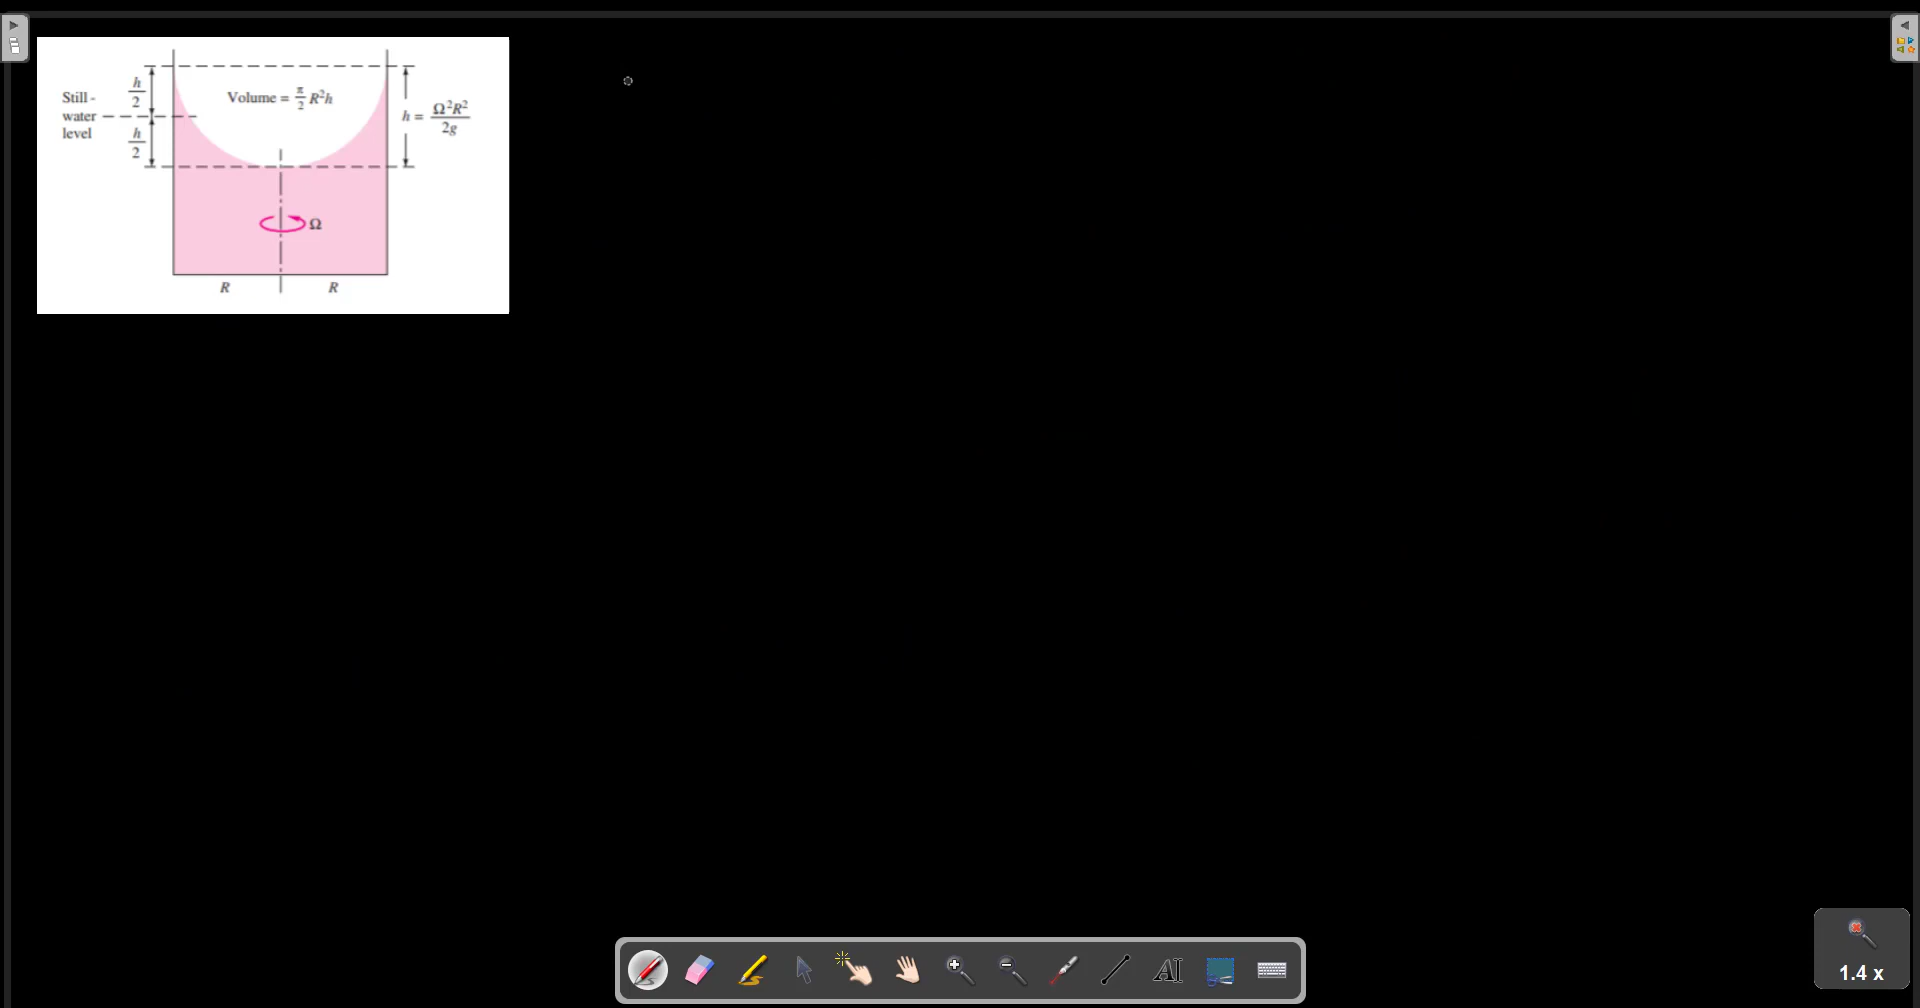 h/2
Volume = π/2 R²h
Still-
water
level
h = Ω²R²/2g
h/2
Ω
R R
1.4 x